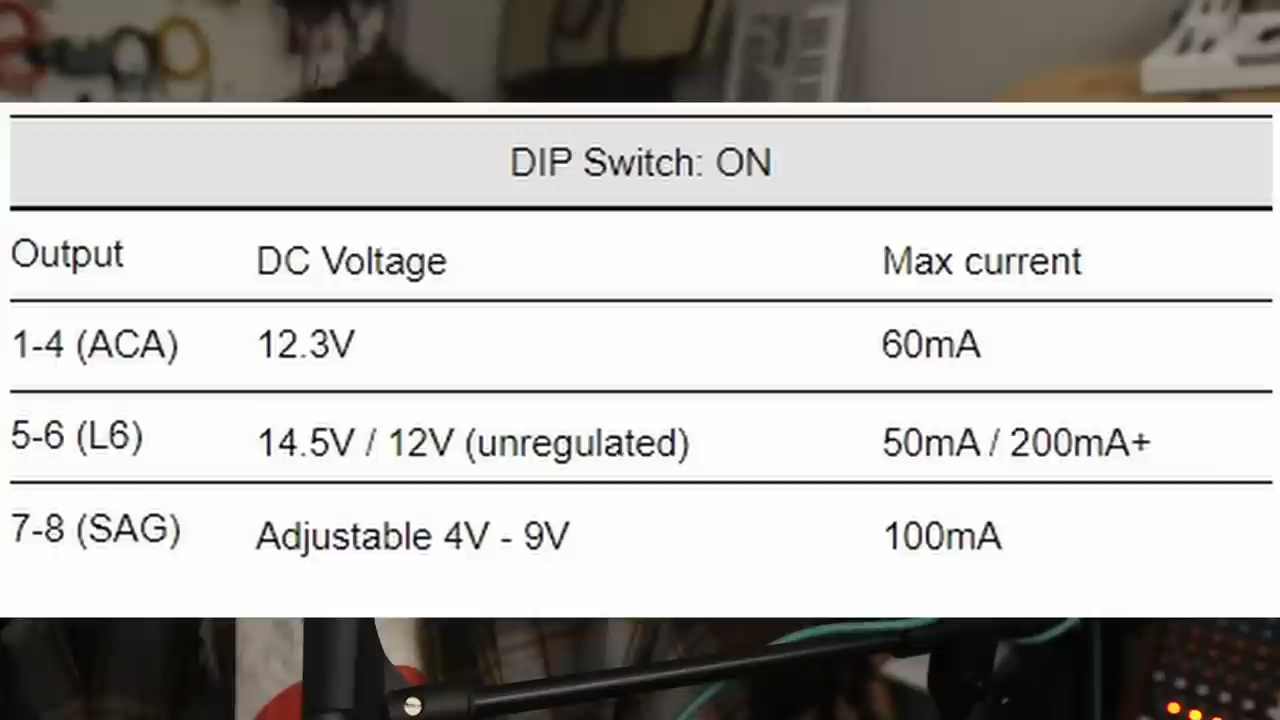 DIP Switch: ON
Output DC Voltage Max current
1-4 (ACA) 12.3V 60mA
5-6 (L6) 14.5V / 12V (unregulated) 50mA / 200mA+
7-8 (SAG) Adjustable 4V - 9V 100mA